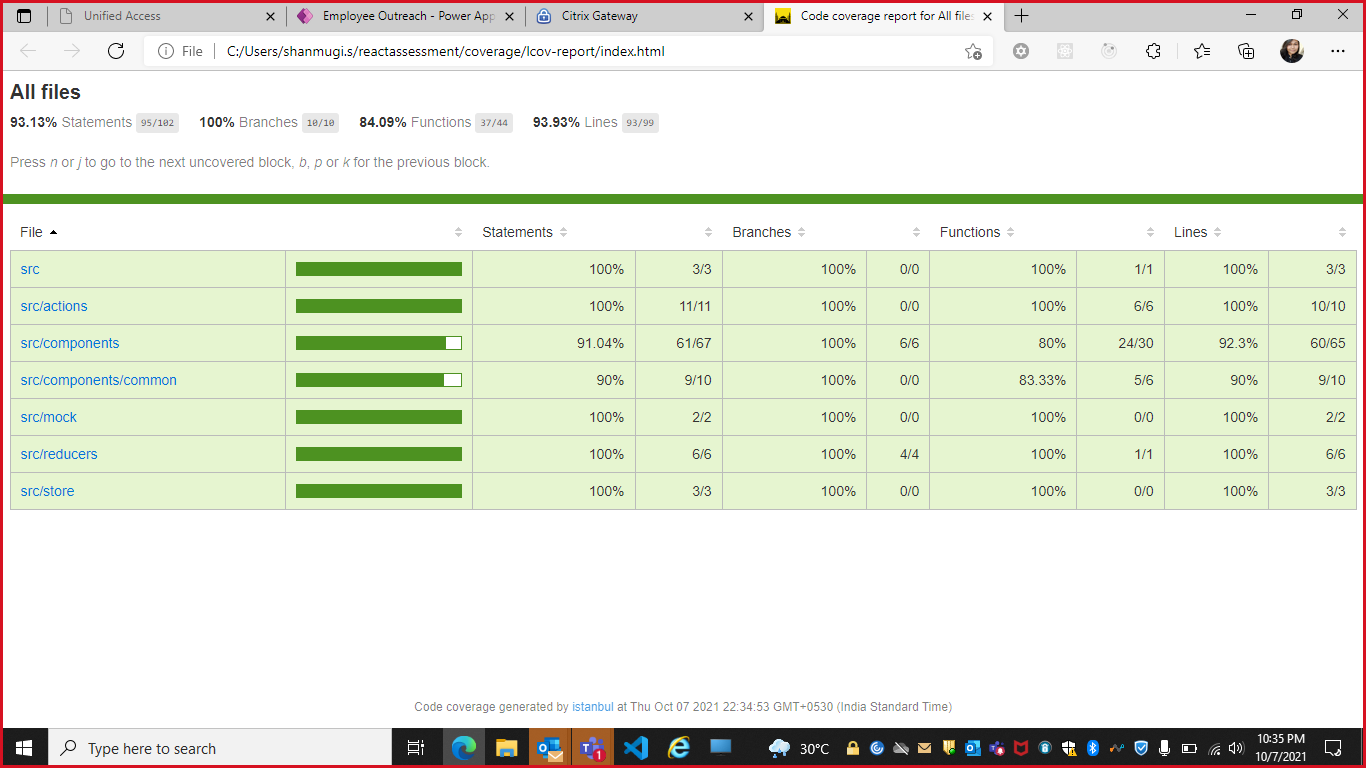 Unified Access
Employee Outreach - Power App
Citrix Gateway
Code coverage report for All files
File C:/Users/shanmugi.s/reactassessment/coverage/lcov-report/index.html
All files
93.13% Statements 95/102 100% Branches 10/10 84.09% Functions 37/44 93.93% Lines 93/99
Press n or j to go to the next uncovered block, b, p or k for the previous block.
File Statements Branches Functions Lines
src 100% 3/3 100% 0/0 100% 1/1 100% 3/3
src/actions 100% 11/11 100% 0/0 100% 6/6 100% 10/10
src/components 91.04% 61/67 100% 6/6 80% 24/30 92.3% 60/65
src/components/common 90% 9/10 100% 0/0 83.33% 5/6 90% 9/10
src/mock 100% 2/2 100% 0/0 100% 0/0 100% 2/2
src/reducers 100% 6/6 100% 4/4 100% 1/1 100% 6/6
src/store 100% 3/3 100% 0/0 100% 0/0 100% 3/3
Code coverage generated by istanbul at Thu Oct 07 2021 22:34:53 GMT+0530 (India Standard Time)
Type here to search
1
30°C
10:35 PM
10/7/2021